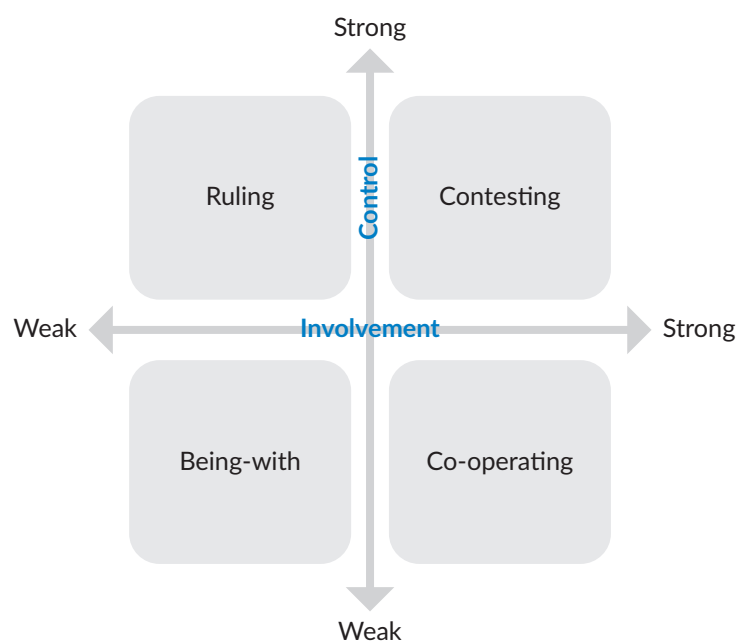 Strong
Ruling
Control
Contesting
Weak
Involvement
Strong
Being-with
Co-operating
Weak